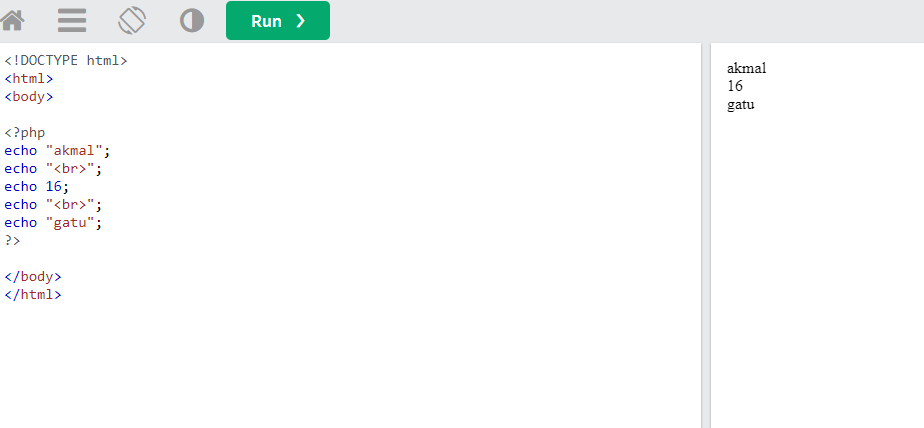 Run ❯
<!DOCTYPE html>
<html>
<body>
<?php
echo "akmal";
echo "<br>";
echo 16;
echo "<br>";
echo "gatu";
?>
</body>
</html>
akmal
16
gatu